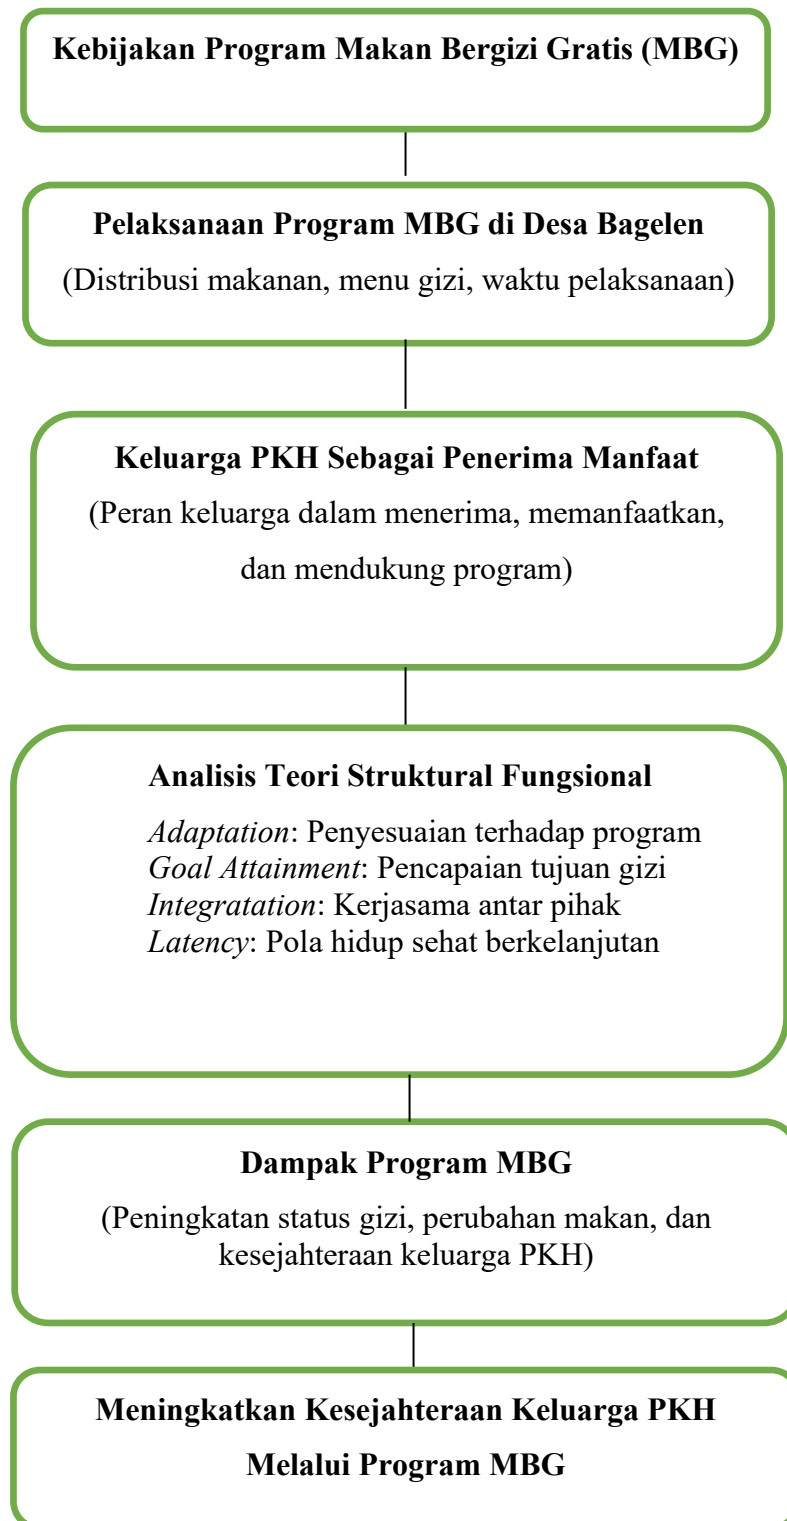 Kebijakan Program Makan Bergizi Gratis (MBG)
Pelaksanaan Program MBG di Desa Bagelen
(Distribusi makanan, menu gizi, waktu pelaksanaan)
Keluarga PKH Sebagai Penerima Manfaat
(Peran keluarga dalam menerima, memanfaatkan,
dan mendukung program)
Analisis Teori Struktural Fungsional
Adaptation: Penyesuaian terhadap program
Goal Attainment: Pencapaian tujuan gizi
Integratation: Kerjasama antar pihak
Latency: Pola hidup sehat berkelanjutan
Dampak Program MBG
(Peningkatan status gizi, perubahan makan, dan
kesejahteraan keluarga PKH)
Meningkatkan Kesejahteraan Keluarga PKH
Melalui Program MBG